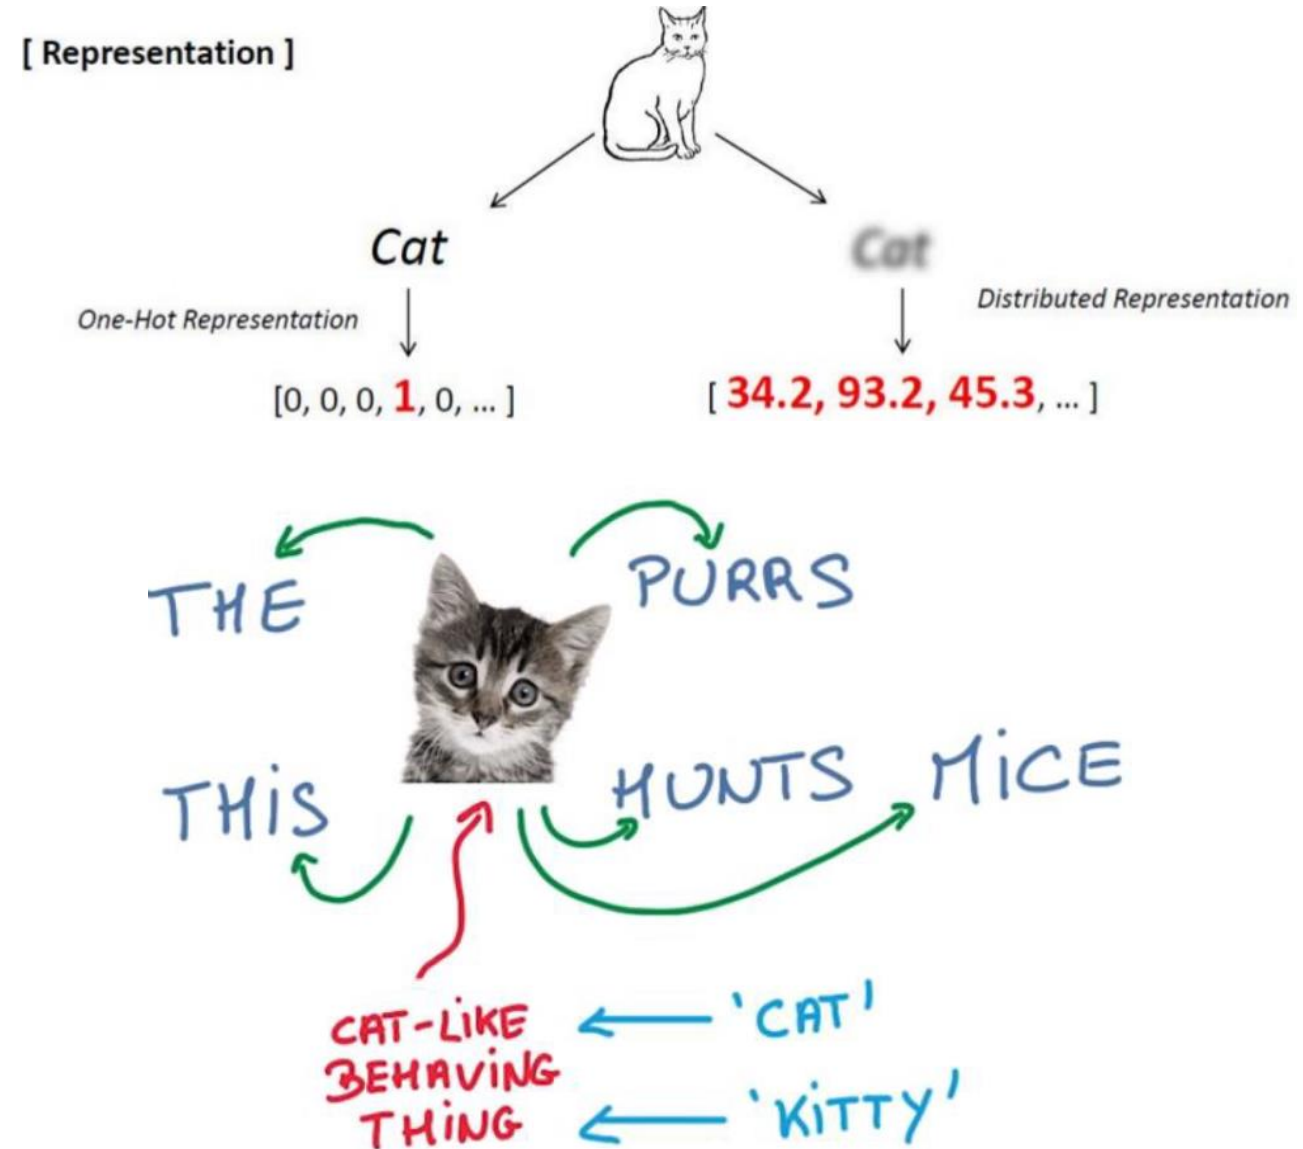 [ Representation ]
Cat
Cat
One-Hot Representation
Distributed Representation
[0, 0, 0, 1, 0, ... ]
[ 34.2, 93.2, 45.3, ... ]
THE
PURRS
THiS
HUNTS MiCE
CAT-LiKE
BEHAViNG
THiNG
'CAT'
'KiTTY'